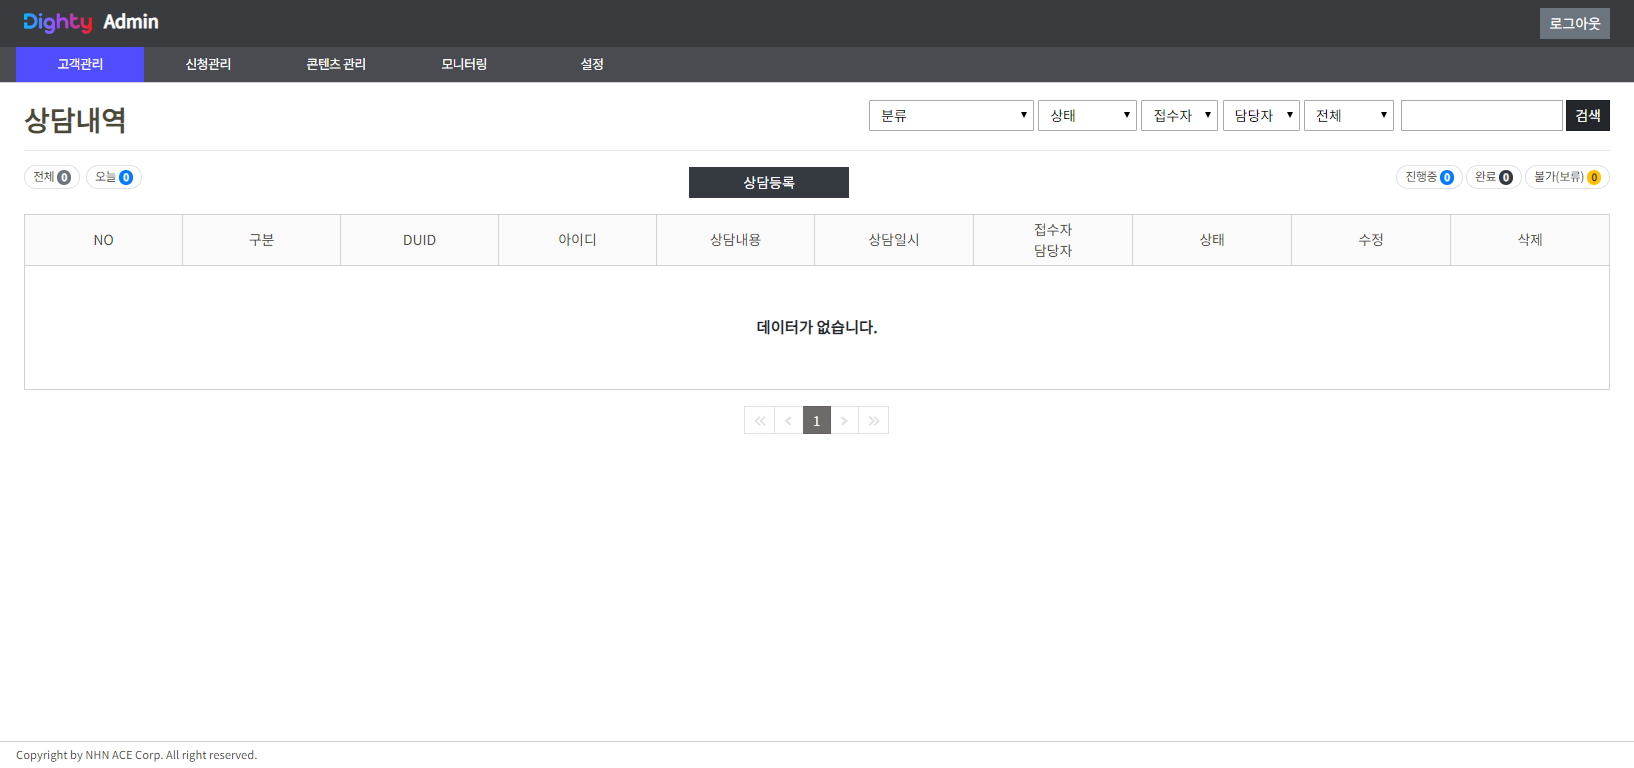 Dighty Admin
로그아웃
고객관리 신청관리 콘텐츠 관리 모니터링 설정
상담내역
분류 상태 접수자 담당자 전체 검색
전체 0 오늘 0
상담등록
진행중 0 완료 0 불가(보류) 0
NO 구분 DUID 아이디 상담내용 상담일시 접수자 상태 수정 삭제
담당자
데이터가 없습니다.
« < 1 > »
Copyright by NHN ACE Corp. All right reserved.